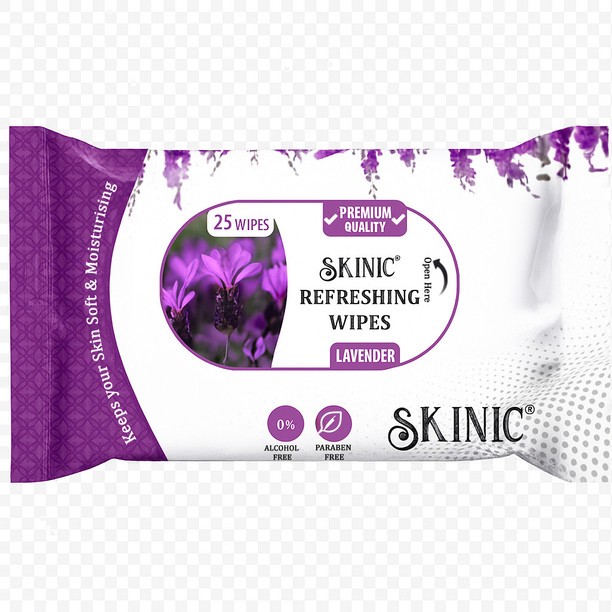 Keeps your Skin Soft & Moisturising
25 WIPES
PREMIUM
QUALITY
SKINIC®
REFRESHING
WIPES
Open Here
LAVENDER
0%
ALCOHOL
FREE
PARABEN
FREE
SKINIC®